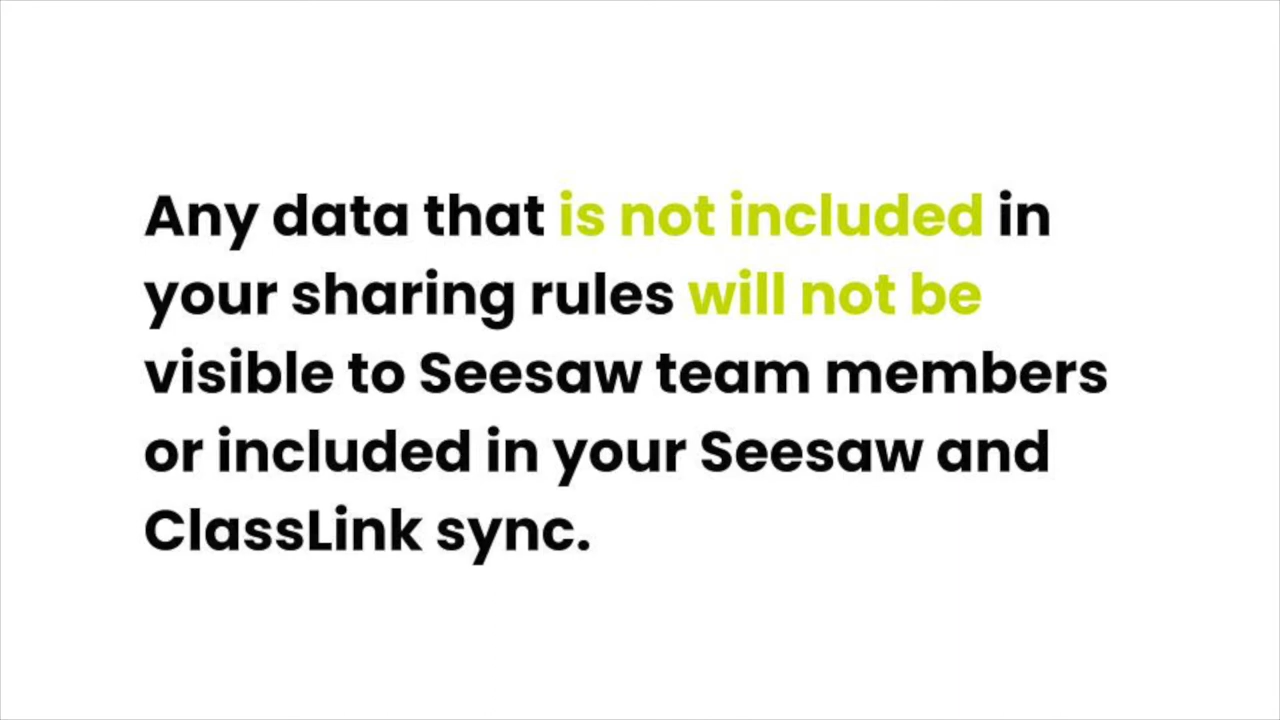 Any data that is not included in
your sharing rules will not be
visible to Seesaw team members
or included in your Seesaw and
ClassLink sync.